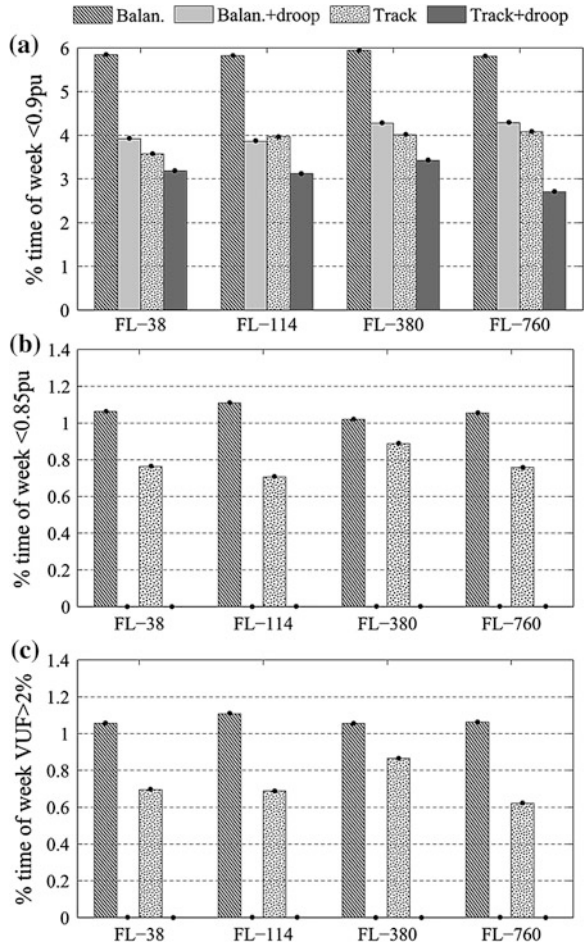 Balan. Balan.+droop Track Track+droop
(a)
% time of week <0.9pu
6
5
4
3
2
1
0
FL−38 FL−114 FL−380 FL−760
(b)
% time of week <0.85pu
1.4
1.2
1
0.8
0.6
0.4
0.2
0
FL−38 FL−114 FL−380 FL−760
(c)
% time of week VUF>2%
1.4
1.2
1
0.8
0.6
0.4
0.2
0
FL−38 FL−114 FL−380 FL−760